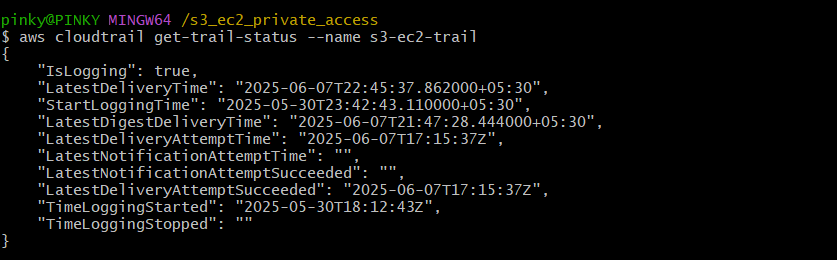 pinky@PINKY MINGW64 /s3_ec2_private_access
$ aws cloudtrail get-trail-status --name s3-ec2-trail
{
    "IsLogging": true,
    "LatestDeliveryTime": "2025-06-07T22:45:37.862000+05:30",
    "StartLoggingTime": "2025-05-30T23:42:43.110000+05:30",
    "LatestDigestDeliveryTime": "2025-06-07T21:47:28.444000+05:30",
    "LatestDeliveryAttemptTime": "2025-06-07T17:15:37Z",
    "LatestNotificationAttemptTime": "",
    "LatestNotificationAttemptSucceeded": "",
    "LatestDeliveryAttemptSucceeded": "2025-06-07T17:15:37Z",
    "TimeLoggingStarted": "2025-05-30T18:12:43Z",
    "TimeLoggingStopped": ""
}